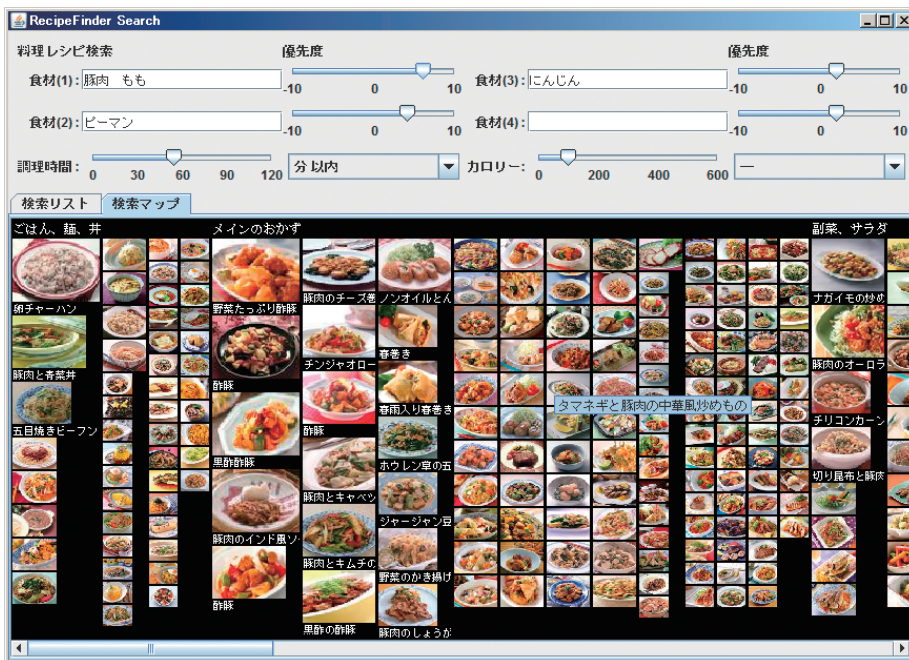 RecipeFinder Search
料理レシピ検索 優先度 優先度
食材(1): 豚肉 もも -10 0 10 食材(3): にんじん -10 0 10
食材(2): ピーマン -10 0 10 食材(4): -10 0 10
調理時間: 0 30 60 90 120 分以内 カロリー: 0 200 400 600 —
検索リスト 検索マップ
ごはん、麺、丼 メインのおかず 副菜、サラダ
卵チャーハン
豚肉と青菜丼
五目焼きビーフン
野菜たっぷり酢豚
酢豚
黒酢酢豚
豚肉のインド風ソ
酢豚
豚肉のチーズ巻
チンジャオロー
酢豚
豚肉とキャベツ
豚肉とキムチの
黒酢の酢豚
ノンオイルとん
春巻き
春雨入り春巻き
ホウレン草の五
ジャージャン豆
野菜のかき揚げ
豚肉のしょうが
タマネギと豚肉の中華風炒めもの
ナガイモの炒め
豚肉のオーロラ
チリコンカーン
切り昆布と豚肉